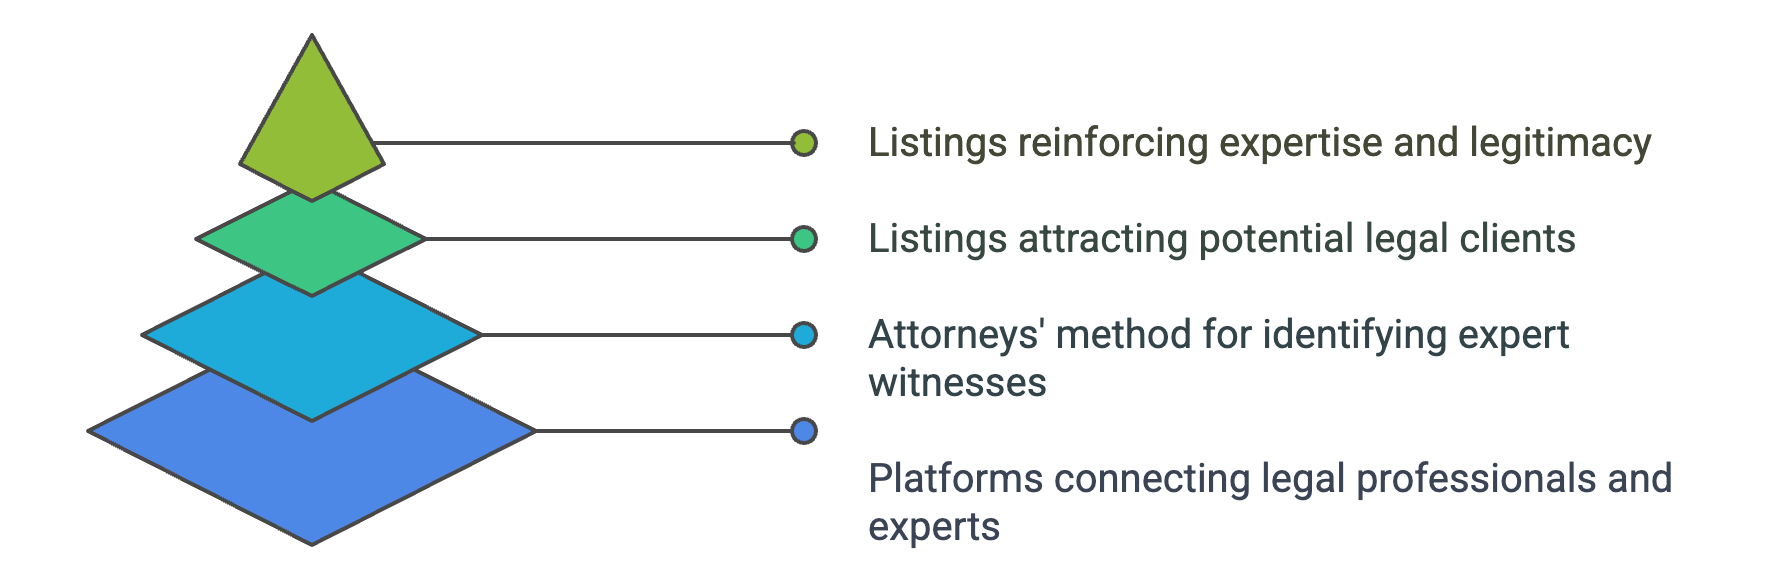 Listings reinforcing expertise and legitimacy
Listings attracting potential legal clients
Attorneys' method for identifying expert
witnesses
Platforms connecting legal professionals and
experts